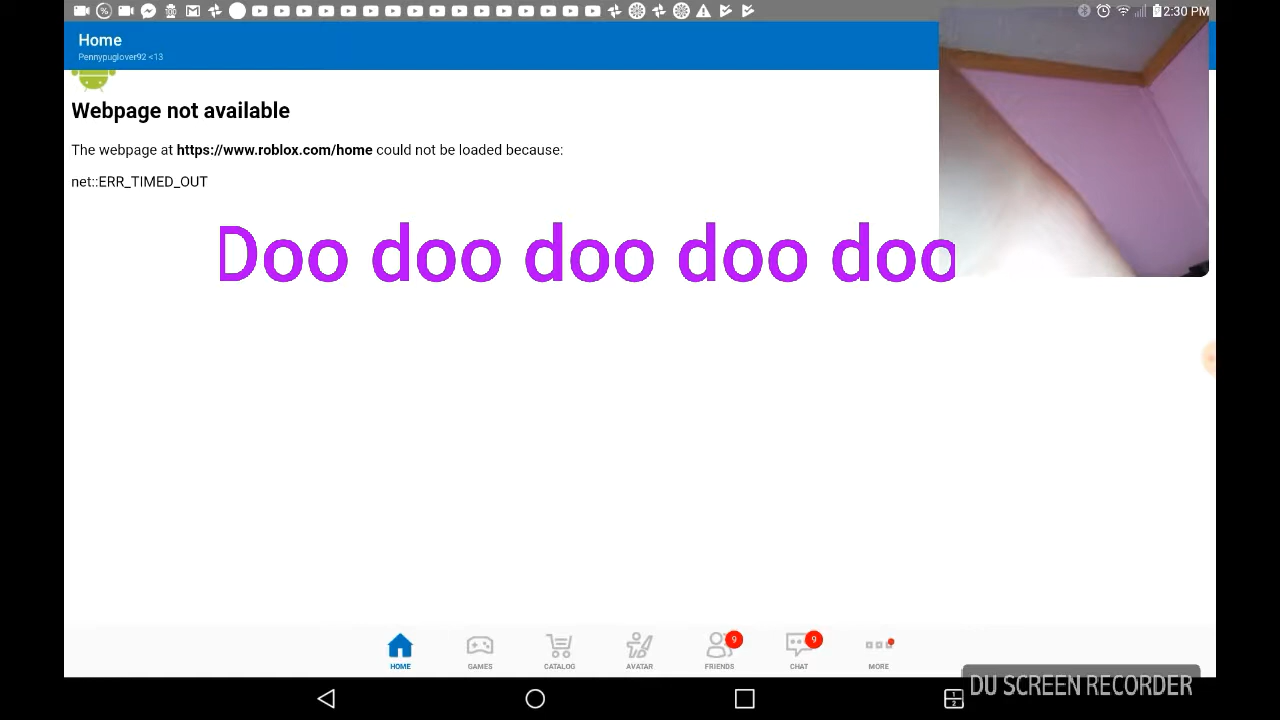 2:30 PM
Home
Pennypuglover92 <13
Webpage not available
The webpage at https://www.roblox.com/home could not be loaded because:
net::ERR_TIMED_OUT
Doo doo doo doo doo
9
9
HOME
GAMES
CATALOG
AVATAR
FRIENDS
CHAT
MORE
1
2
DU SCREEN RECORDER